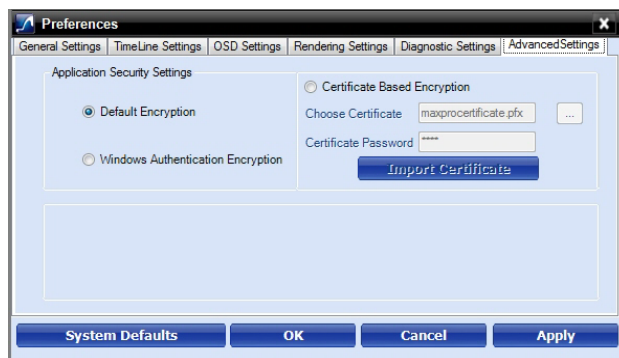 Preferences
General Settings TimeLine Settings OSD Settings Rendering Settings Diagnostic Settings AdvancedSettings
Application Security Settings
Default Encryption
Windows Authentication Encryption
Certificate Based Encryption
Choose Certificate maxprocertificate.pfx ...
Certificate Password ****
Import Certificate
System Defaults OK Cancel Apply